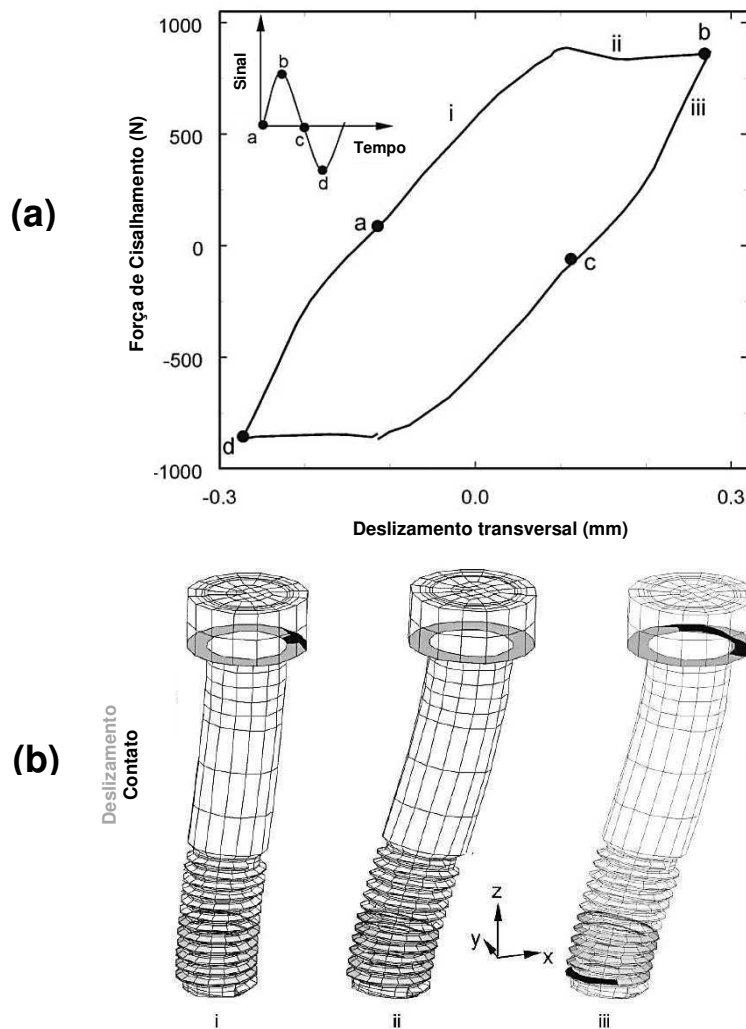 (a)
Força de Cisalhamento (N)
1000
500
0
-500
-1000
Sinal
a
b
c
d
Tempo
i
ii
b
iii
a
c
d
-0.3
0.0
0.3
Deslizamento transversal (mm)
(b)
Deslizamento
Contato
z
y
x
i
ii
iii